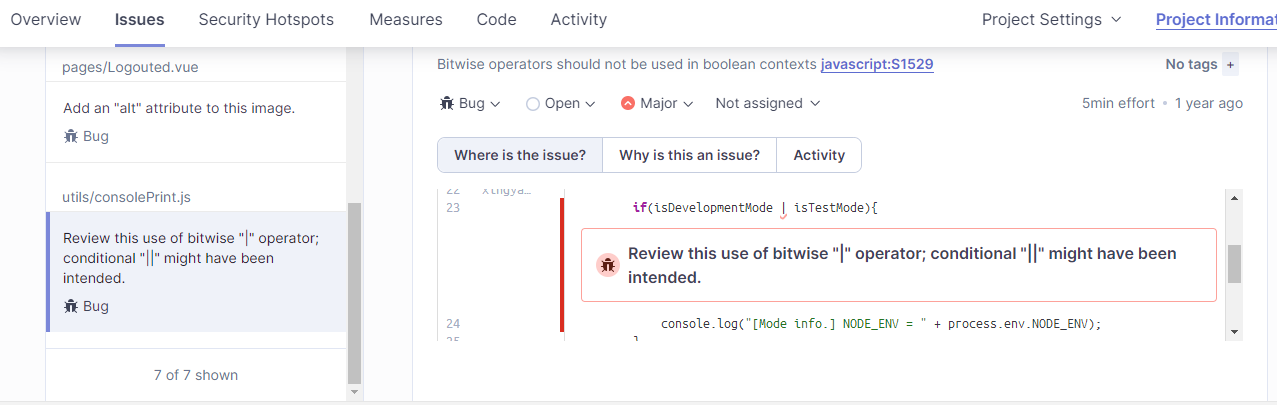 Overview Issues Security Hotspots Measures Code Activity Project Settings Project Informat
pages/Logouted.vue
Add an "alt" attribute to this image.
Bug
utils/consolePrint.js
Review this use of bitwise "|" operator;
conditional "||" might have been
intended.
Bug
7 of 7 shown
Bitwise operators should not be used in boolean contexts javascript:S1529 No tags +
Bug Open Major Not assigned 5min effort • 1 year ago
Where is the issue? Why is this an issue? Activity
22 xingya…
23 if(isDevelopmentMode | isTestMode){
Review this use of bitwise "|" operator; conditional "||" might have been
intended.
24 console.log("[Mode info.] NODE_ENV = " + process.env.NODE_ENV);
25 }